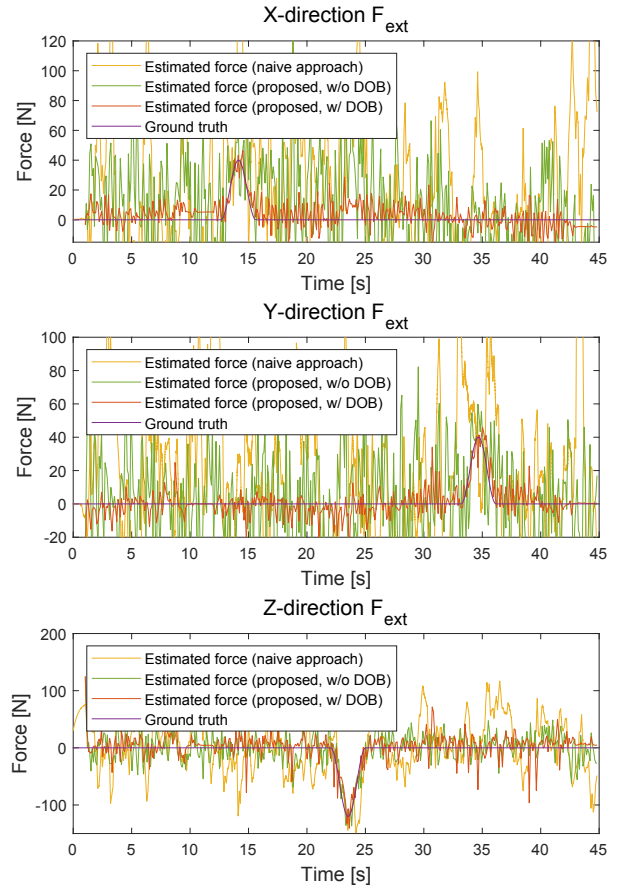 X-direction F_ext
120
100
80
60
40
20
0
Force [N]
Estimated force (naive approach)
Estimated force (proposed, w/o DOB)
Estimated force (proposed, w/ DOB)
Ground truth
0 5 10 15 20 25 30 35 40 45
Time [s]
Y-direction F_ext
100
80
60
40
20
0
-20
Force [N]
Estimated force (naive approach)
Estimated force (proposed, w/o DOB)
Estimated force (proposed, w/ DOB)
Ground truth
0 5 10 15 20 25 30 35 40 45
Time [s]
Z-direction F_ext
200
100
0
-100
Force [N]
Estimated force (naive approach)
Estimated force (proposed, w/o DOB)
Estimated force (proposed, w/ DOB)
Ground truth
0 5 10 15 20 25 30 35 40 45
Time [s]